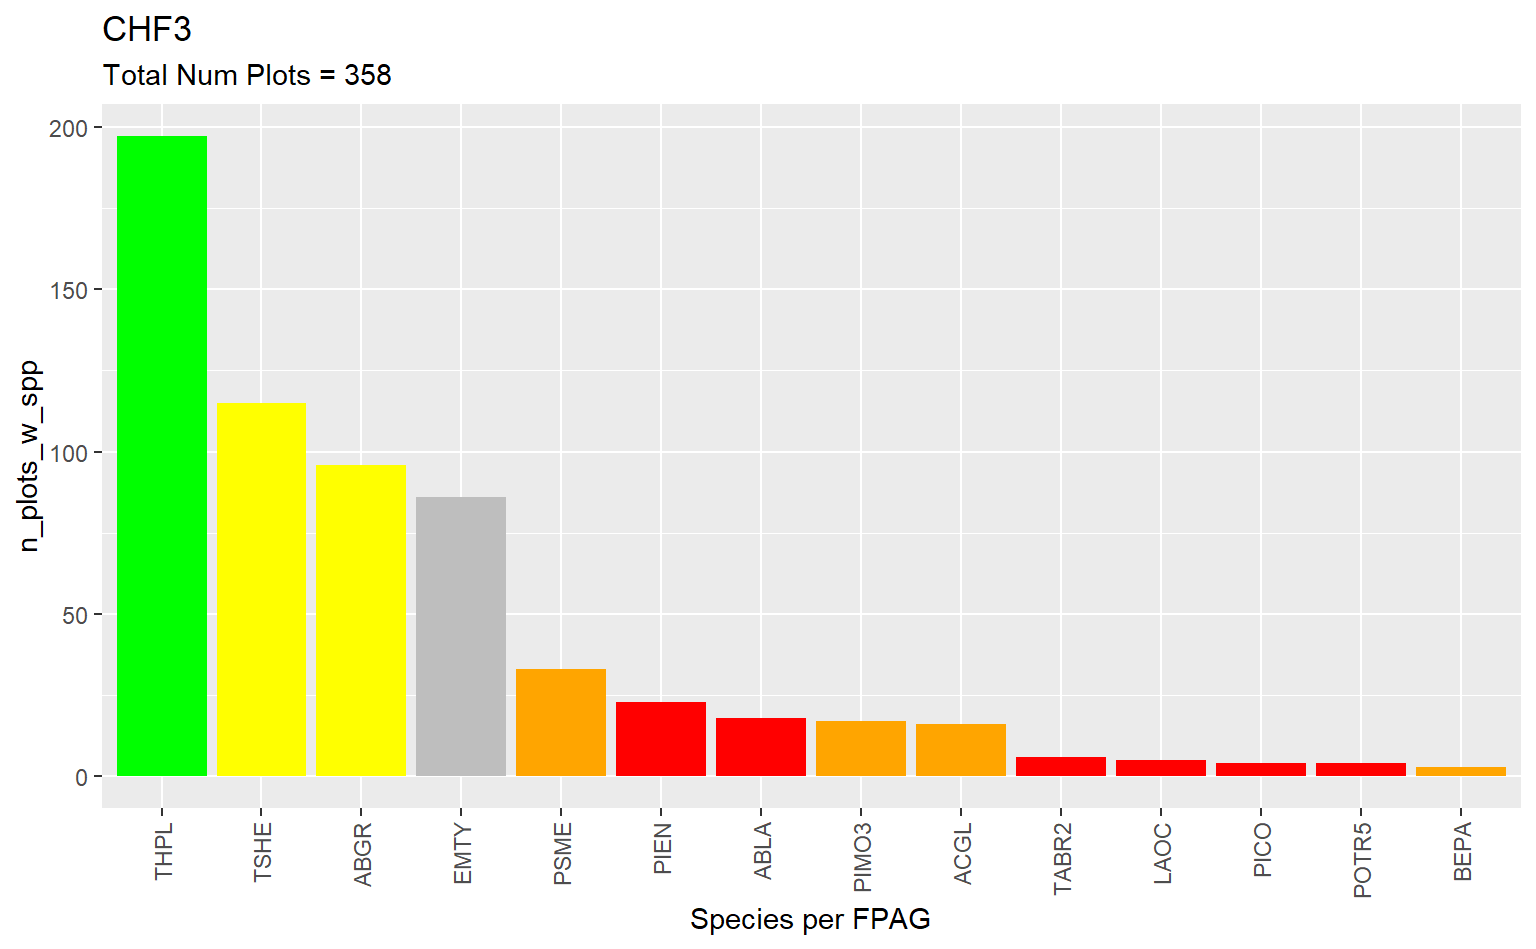 CHF3
Total Num Plots = 358
200
150
100
50
0
n_plots_w_spp
THPL
TSHE
ABGR
EMTY
PSME
PIEN
ABLA
PIMO3
ACGL
TABR2
LAOC
PICO
POTR5
BEPA
Species per FPAG